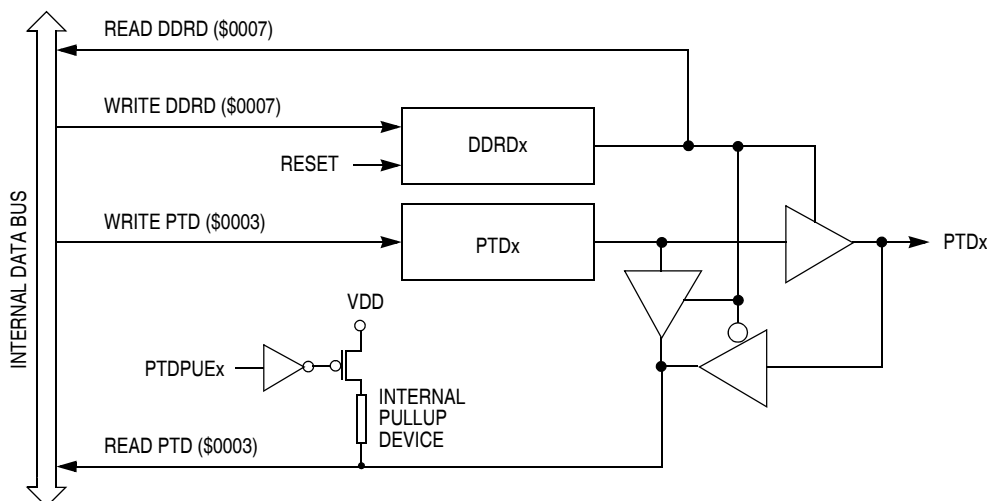 READ DDRD ($0007)
WRITE DDRD ($0007)
DDRDx
RESET
INTERNAL DATA BUS
WRITE PTD ($0003)
PTDx
PTDx
VDD
PTDPUEx
INTERNAL
PULLUP
DEVICE
READ PTD ($0003)